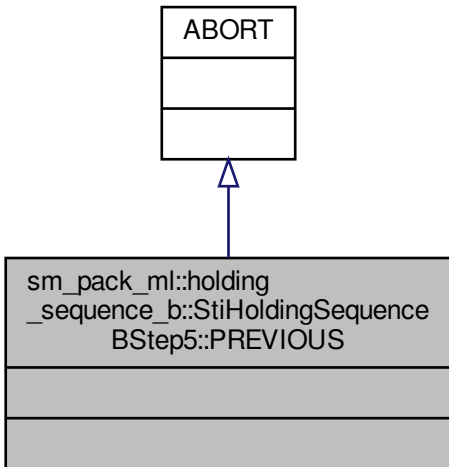 ABORT
sm_pack_ml::holding
_sequence_b::StiHoldingSequence
BStep5::PREVIOUS